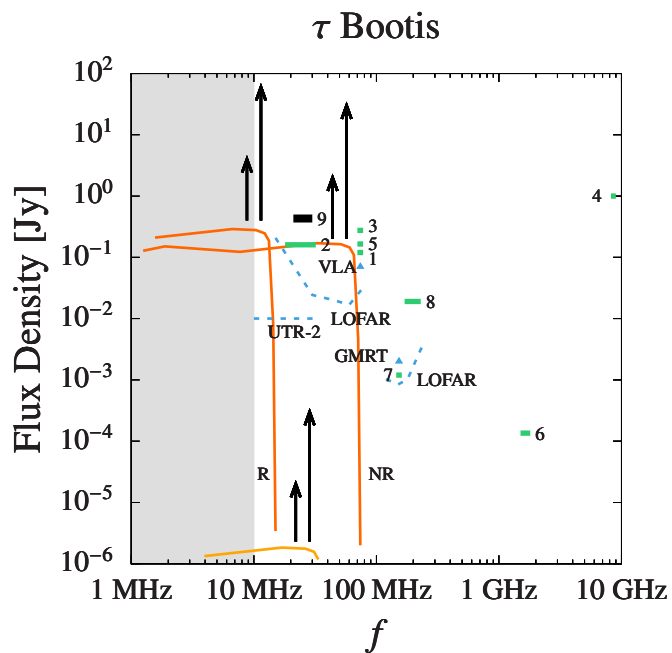 τ Bootis
Flux Density [Jy]
10²
10¹
10⁰
10⁻¹
10⁻²
10⁻³
10⁻⁴
10⁻⁵
10⁻⁶
4
9
3
2
5
VLA 1
8
LOFAR
UTR-2
GMRT
7
LOFAR
6
R
NR
1 MHz
10 MHz
100 MHz
1 GHz
10 GHz
f